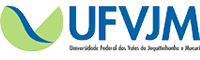 UFVJM
Universidade Federal dos Vales do Jequitinhonha e Mucuri